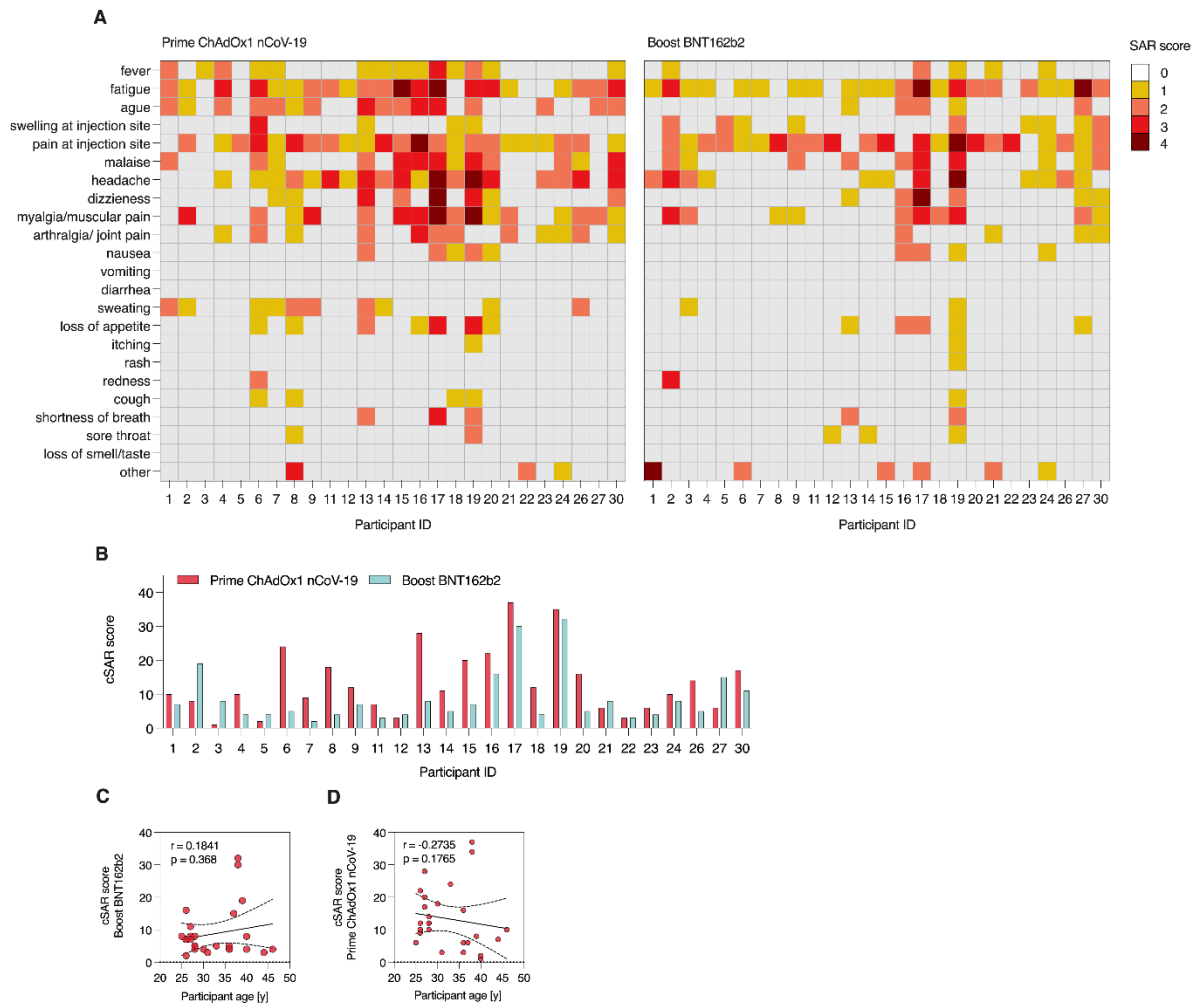 A
Prime ChAdOx1 nCoV-19
Boost BNT162b2
SAR score
0
1
2
3
4
fever
fatigue
ague
swelling at injection site
pain at injection site
malaise
headache
dizzieness
myalgia/muscular pain
arthralgia/ joint pain
nausea
vomiting
diarrhea
sweating
loss of appetite
itching
rash
redness
cough
shortness of breath
sore throat
loss of smell/taste
other
1 2 3 4 5 6 7 8 9 11 12 13 14 15 16 17 18 19 20 21 22 23 24 26 27 30
Participant ID
1 2 3 4 5 6 7 8 9 11 12 13 14 15 16 17 18 19 20 21 22 23 24 26 27 30
Participant ID
B
Prime ChAdOx1 nCoV-19 Boost BNT162b2
cSAR score
40
30
20
10
0
1 2 3 4 5 6 7 8 9 11 12 13 14 15 16 17 18 19 20 21 22 23 24 26 27 30
Participant ID
C
r = 0.1841
p = 0.368
cSAR score
Boost BNT162b2
40
30
20
10
0
20 25 30 35 40 45 50
Participant age [y]
D
r = -0.2735
p = 0.1765
cSAR score
Prime ChAdOx1 nCoV-19
40
30
20
10
0
20 25 30 35 40 45 50
Participant age [y]